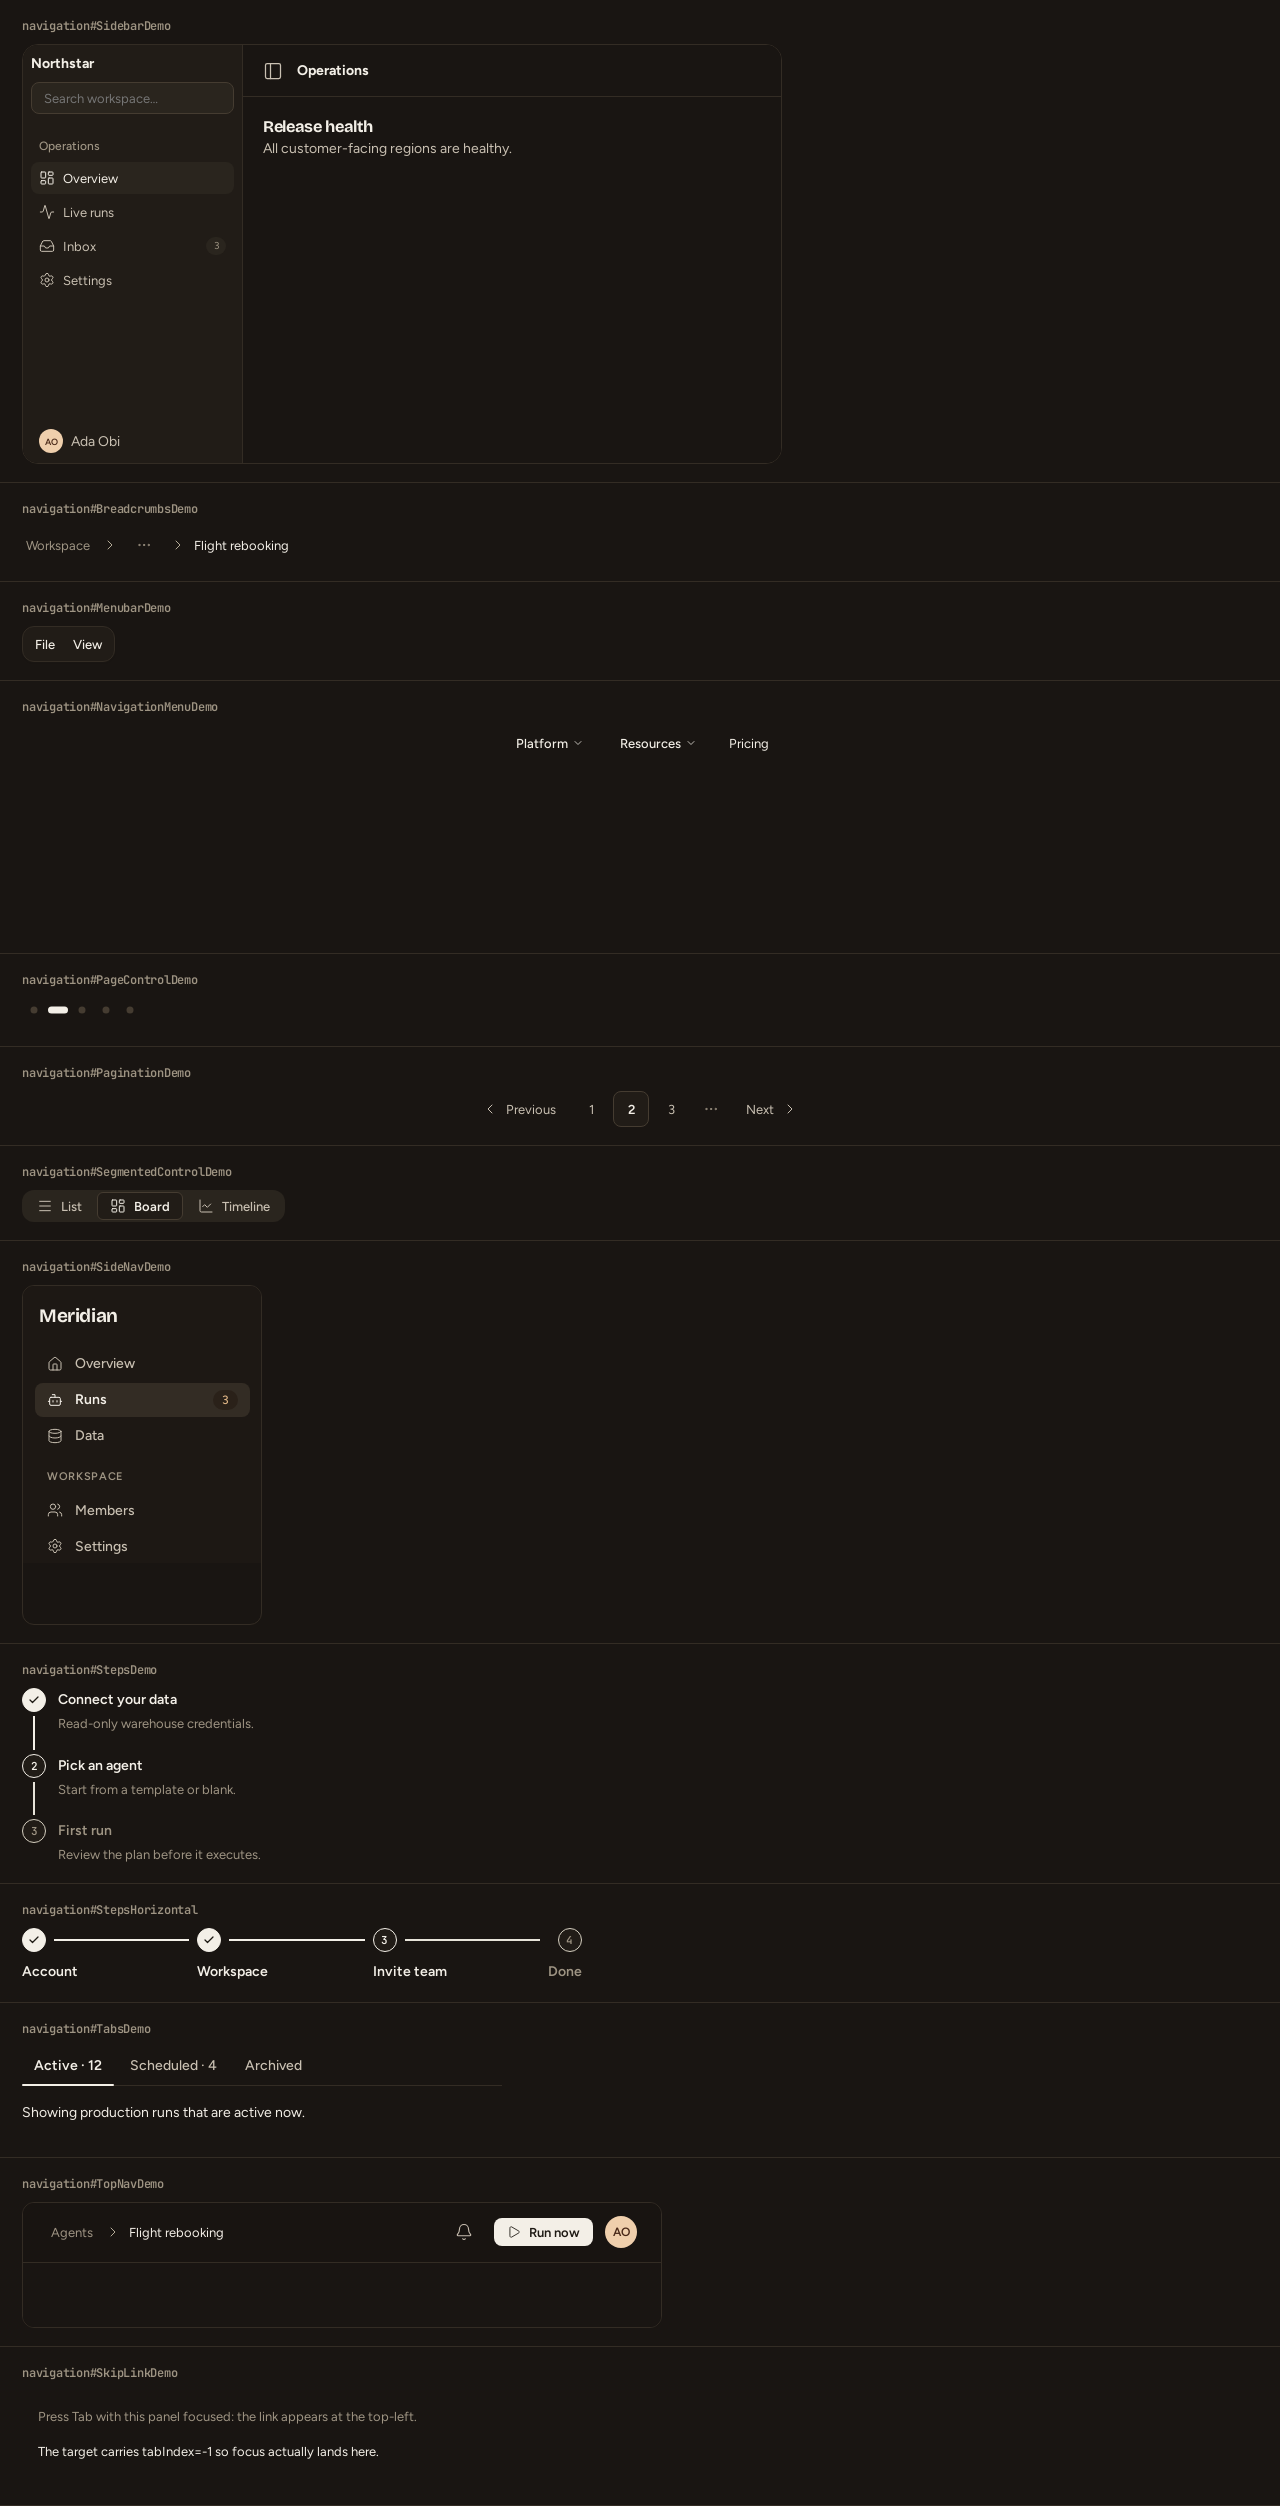 navigation#SidebarDemo
Northstar
Operations
Search workspace...
Release health
All customer-facing regions are healthy.
Operations
Overview
Live runs
Inbox 3
Settings
AO Ada Obi
navigation#BreadcrumbsDemo
Workspace > ··· > Flight rebooking
navigation#MenubarDemo
File View
navigation#NavigationMenuDemo
Platform Resources Pricing
navigation#PageControlDemo
navigation#PaginationDemo
Previous 1 2 3 ··· Next
navigation#SegmentedControlDemo
List Board Timeline
navigation#SideNavDemo
Meridian
Overview
Runs 3
Data
WORKSPACE
Members
Settings
navigation#StepsDemo
Connect your data
Read-only warehouse credentials.
2 Pick an agent
Start from a template or blank.
3 First run
Review the plan before it executes.
navigation#StepsHorizontal
3 4
Account Workspace Invite team Done
navigation#TabsDemo
Active · 12 Scheduled · 4 Archived
Showing production runs that are active now.
navigation#TopNavDemo
Agents > Flight rebooking Run now AO
navigation#SkipLinkDemo
Press Tab with this panel focused: the link appears at the top-left.
The target carries tabIndex=-1 so focus actually lands here.